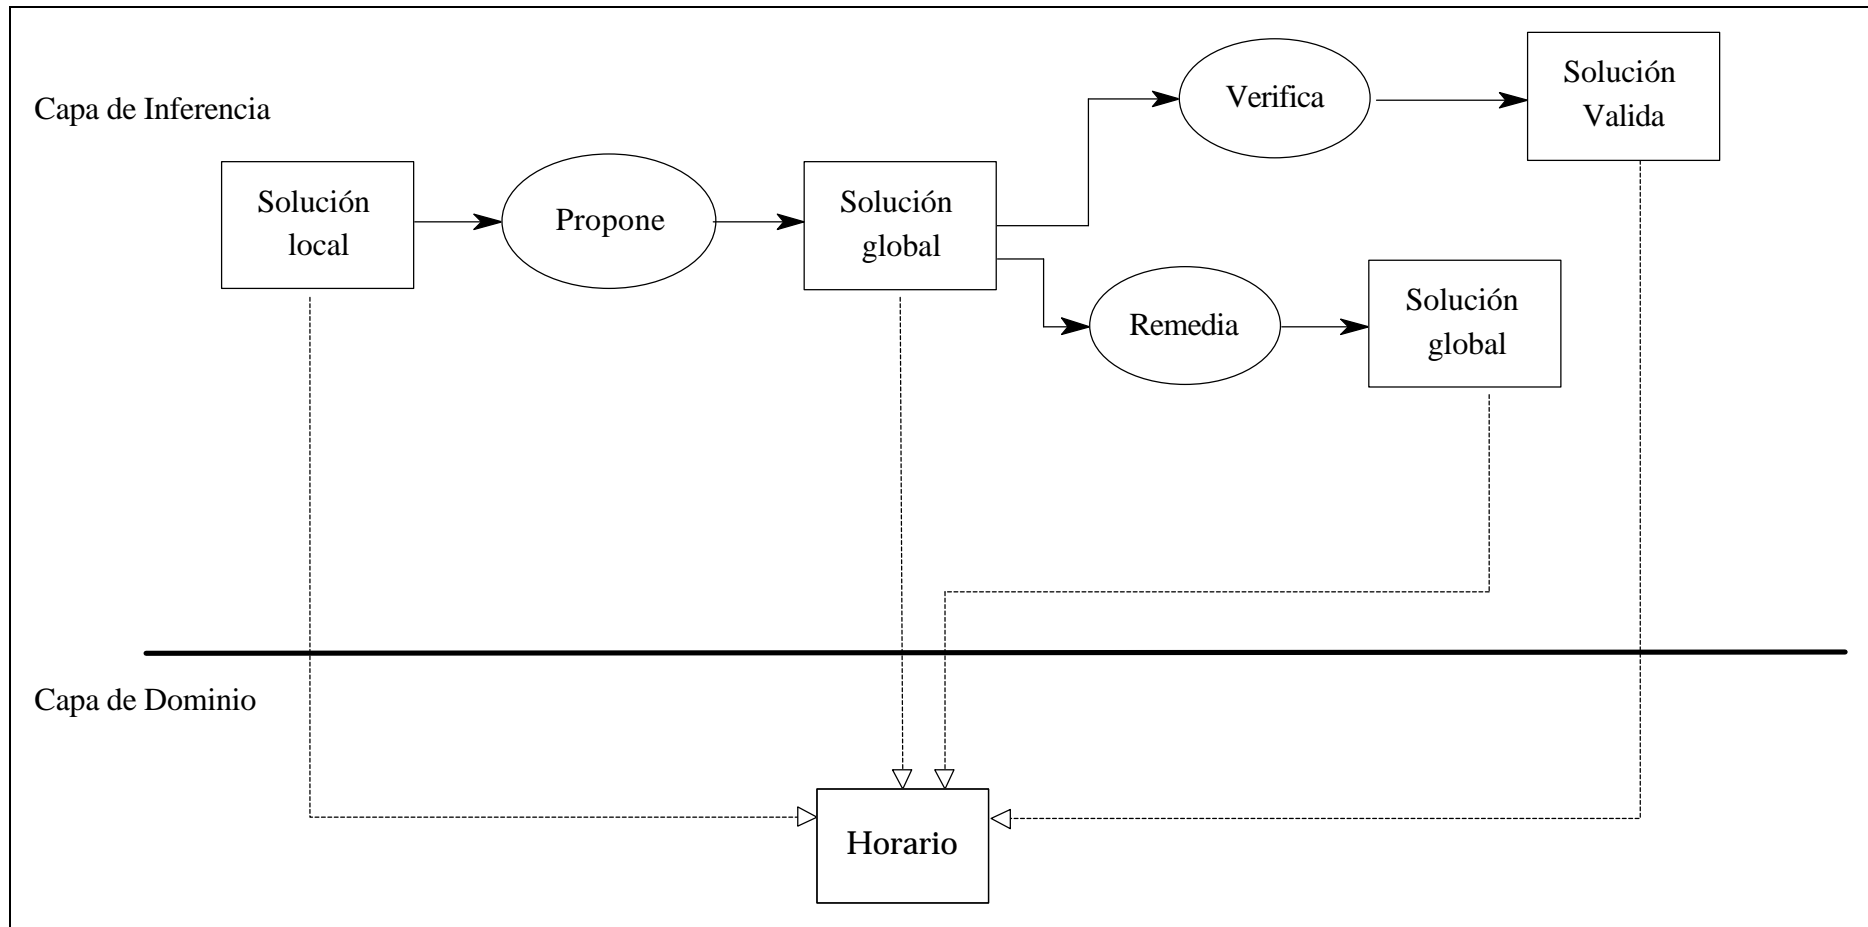 Capa de Inferencia
Solución
local
Propone
Solución
global
Verifica
Solución
Valida
Remedia
Solución
global
Capa de Dominio
Horario